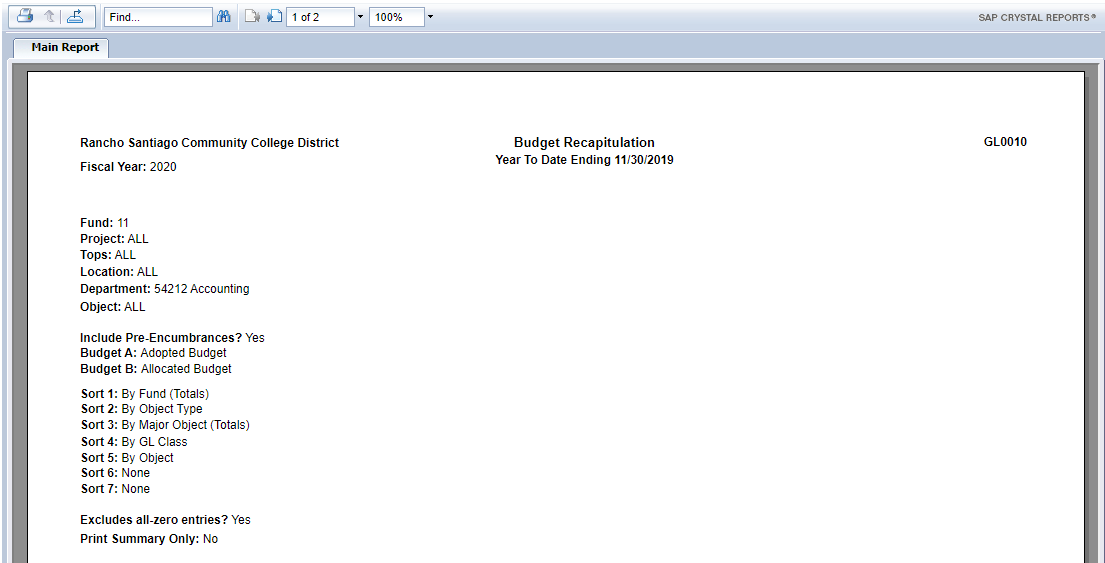 Find...
1 of 2
100%
SAP CRYSTAL REPORTS®
Main Report
Rancho Santiago Community College District
Budget Recapitulation
GL0010
Year To Date Ending 11/30/2019
Fiscal Year: 2020
Fund: 11
Project: ALL
Tops: ALL
Location: ALL
Department: 54212 Accounting
Object: ALL
Include Pre-Encumbrances? Yes
Budget A: Adopted Budget
Budget B: Allocated Budget
Sort 1: By Fund (Totals)
Sort 2: By Object Type
Sort 3: By Major Object (Totals)
Sort 4: By GL Class
Sort 5: By Object
Sort 6: None
Sort 7: None
Excludes all-zero entries? Yes
Print Summary Only: No